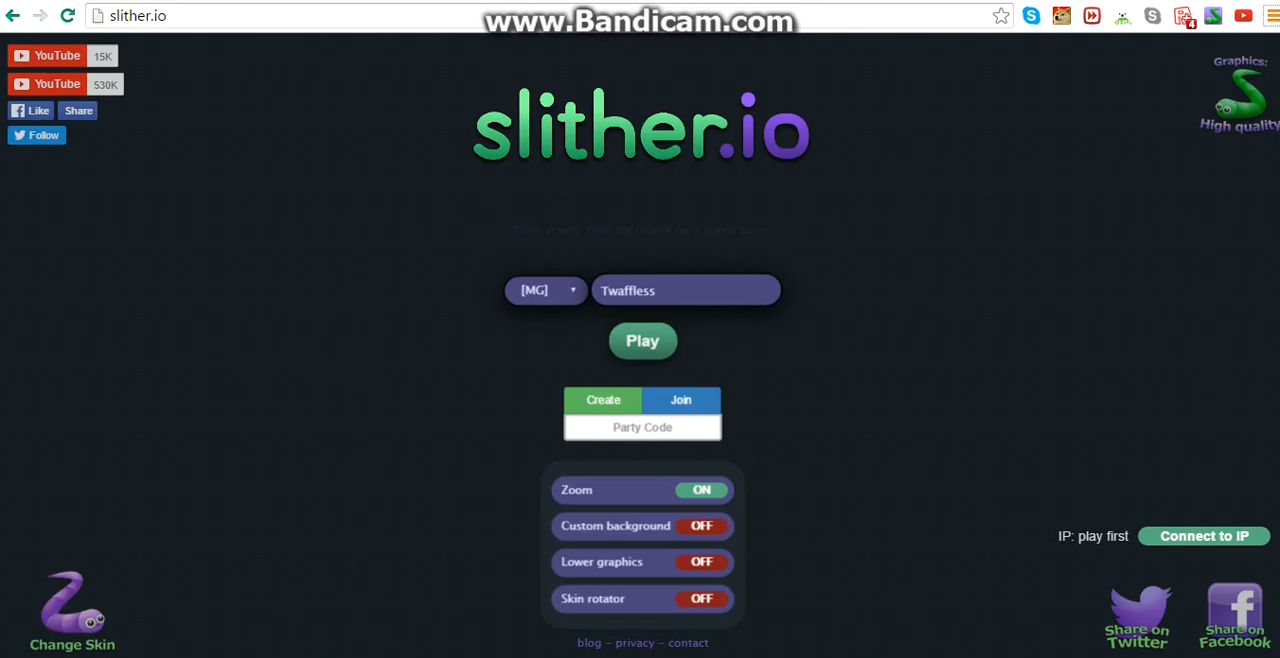 slither.io
www.Bandicam.com
4
YouTube 15K
YouTube 530K
Like Share
Follow
Graphics:
High quality
slither.io
[MG] Twaffless
Play
Create Join
Party Code
Zoom ON
Custom background OFF
Lower graphics OFF
Skin rotator OFF
IP: play first Connect to IP
Change Skin
Share on
Twitter
Share on
Facebook
blog – privacy – contact